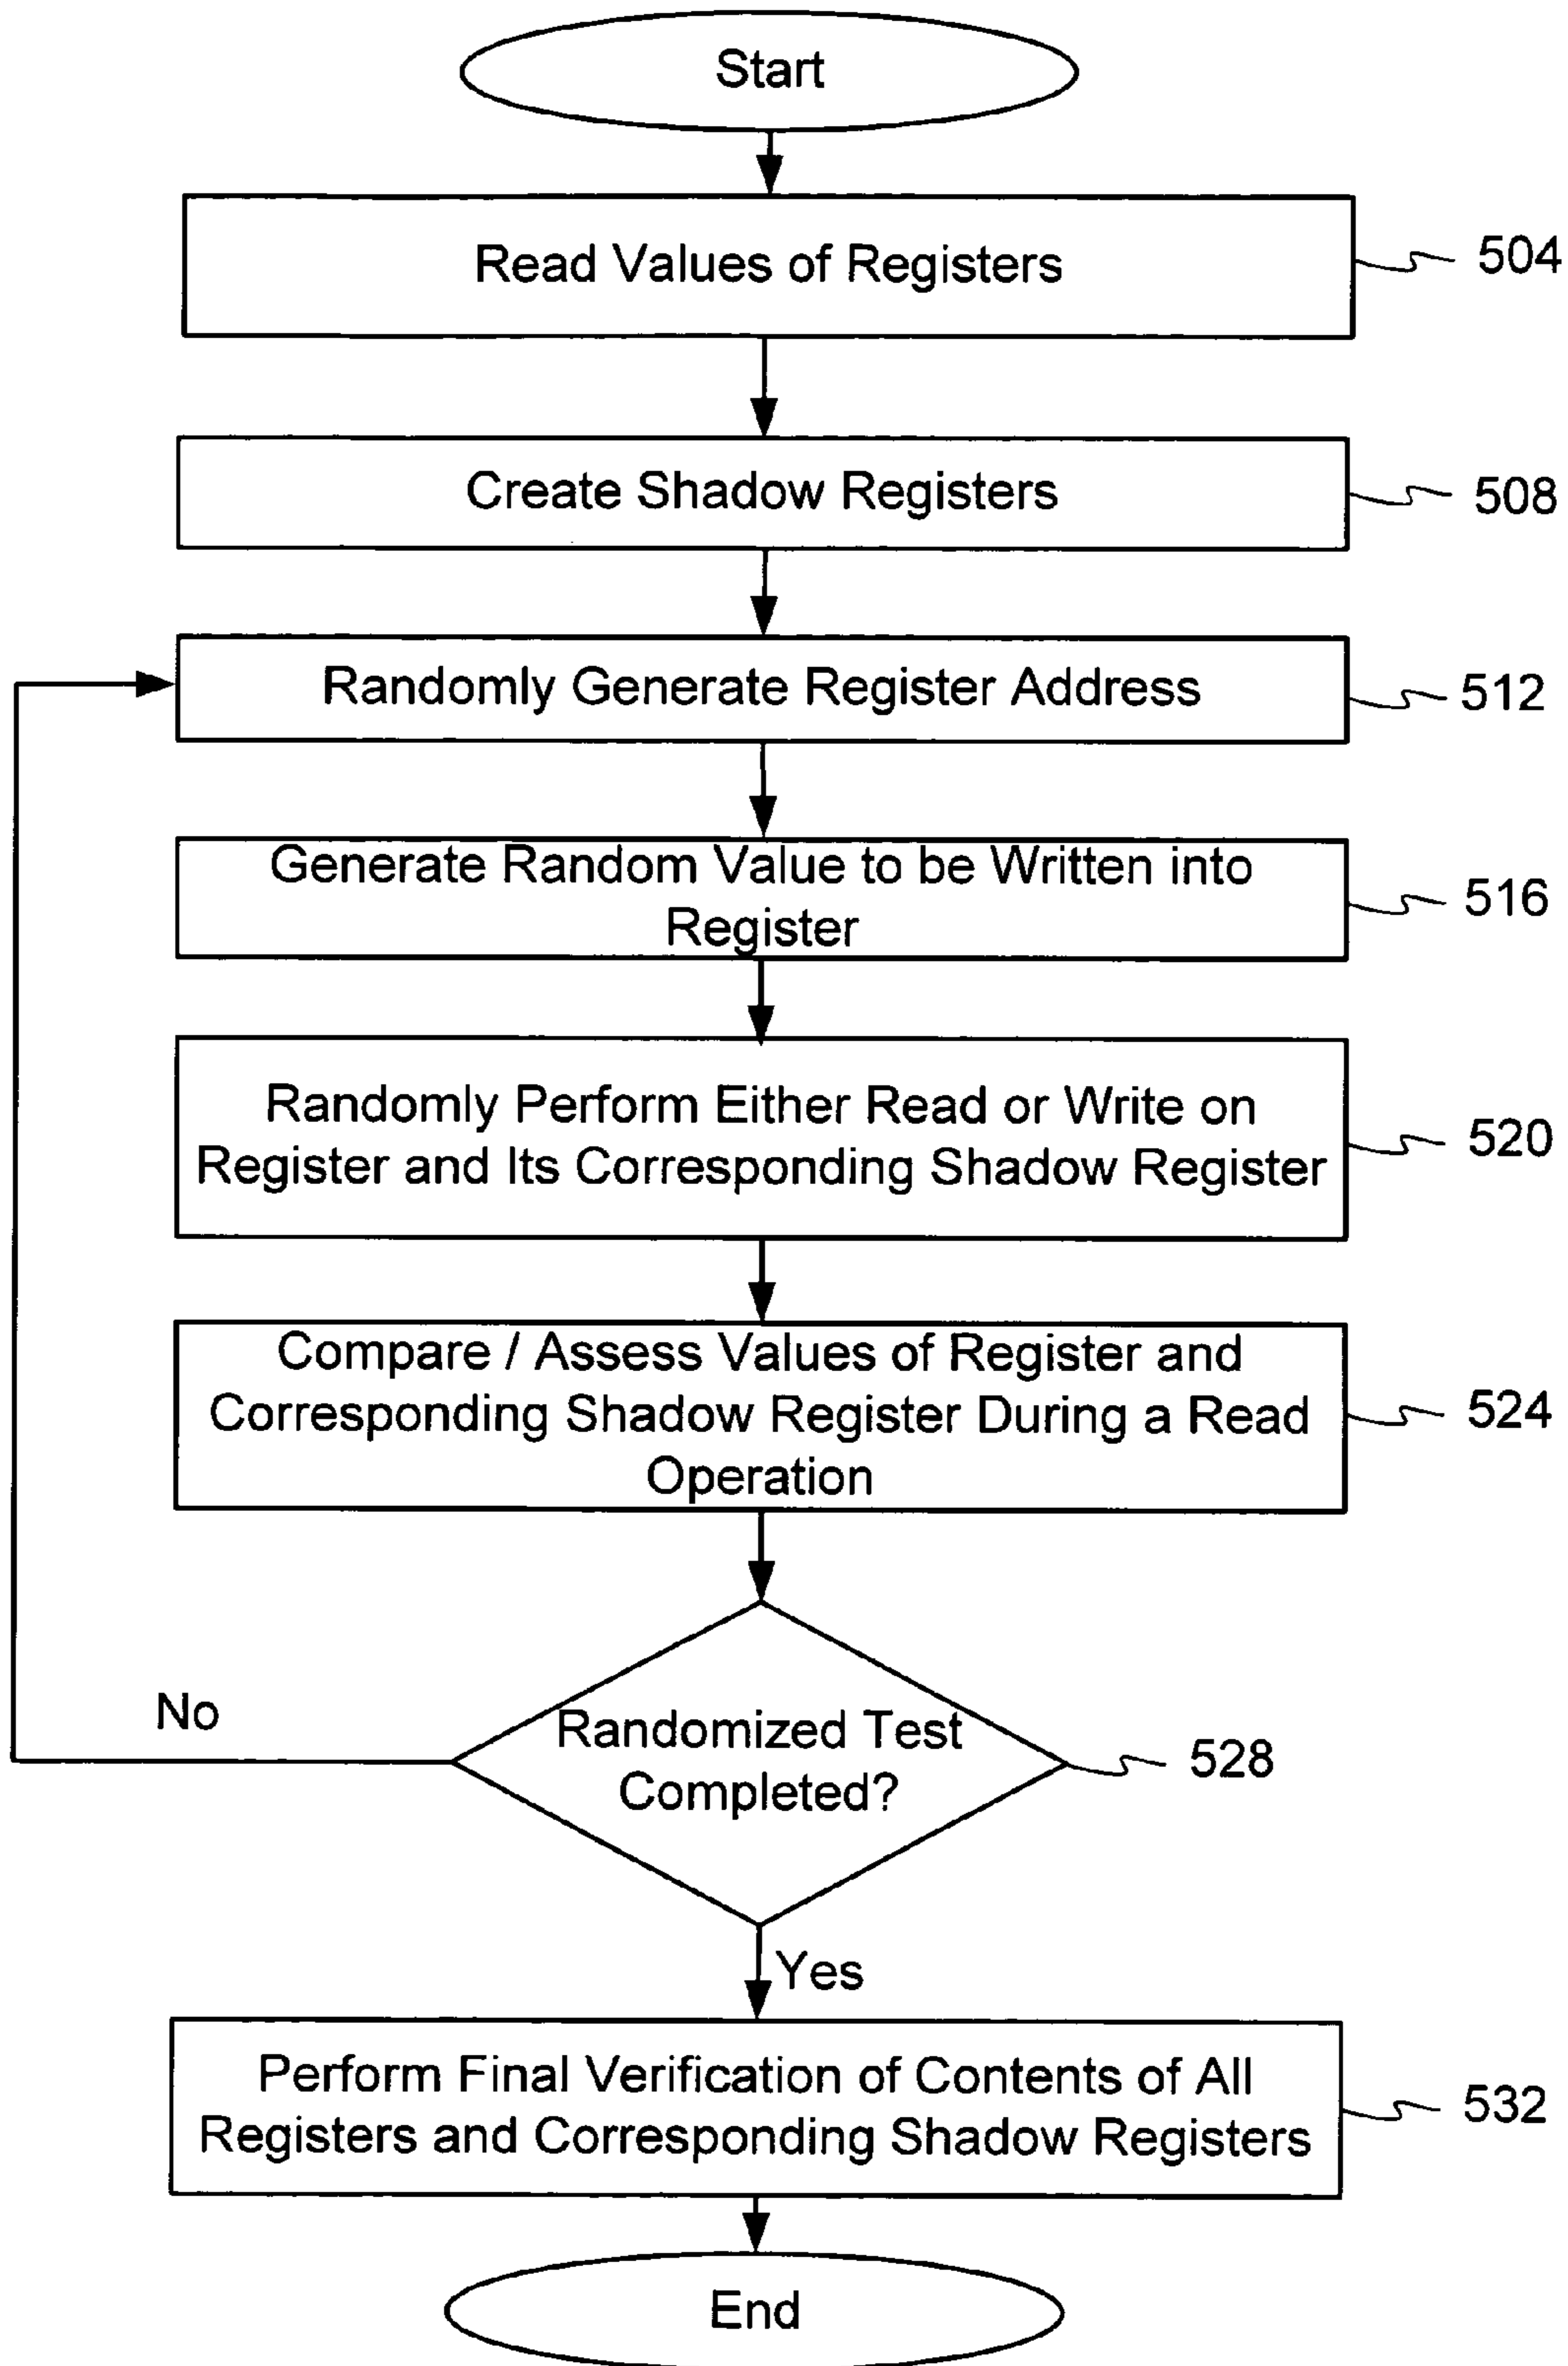 Start
Read Values of Registers
504
Create Shadow Registers
508
Randomly Generate Register Address
512
Generate Random Value to be Written into
Register
516
Randomly Perform Either Read or Write on
Register and Its Corresponding Shadow Register
520
Compare / Assess Values of Register and
Corresponding Shadow Register During a Read
Operation
524
No
Randomized Test
Completed?
528
Yes
Perform Final Verification of Contents of All
Registers and Corresponding Shadow Registers
532
End